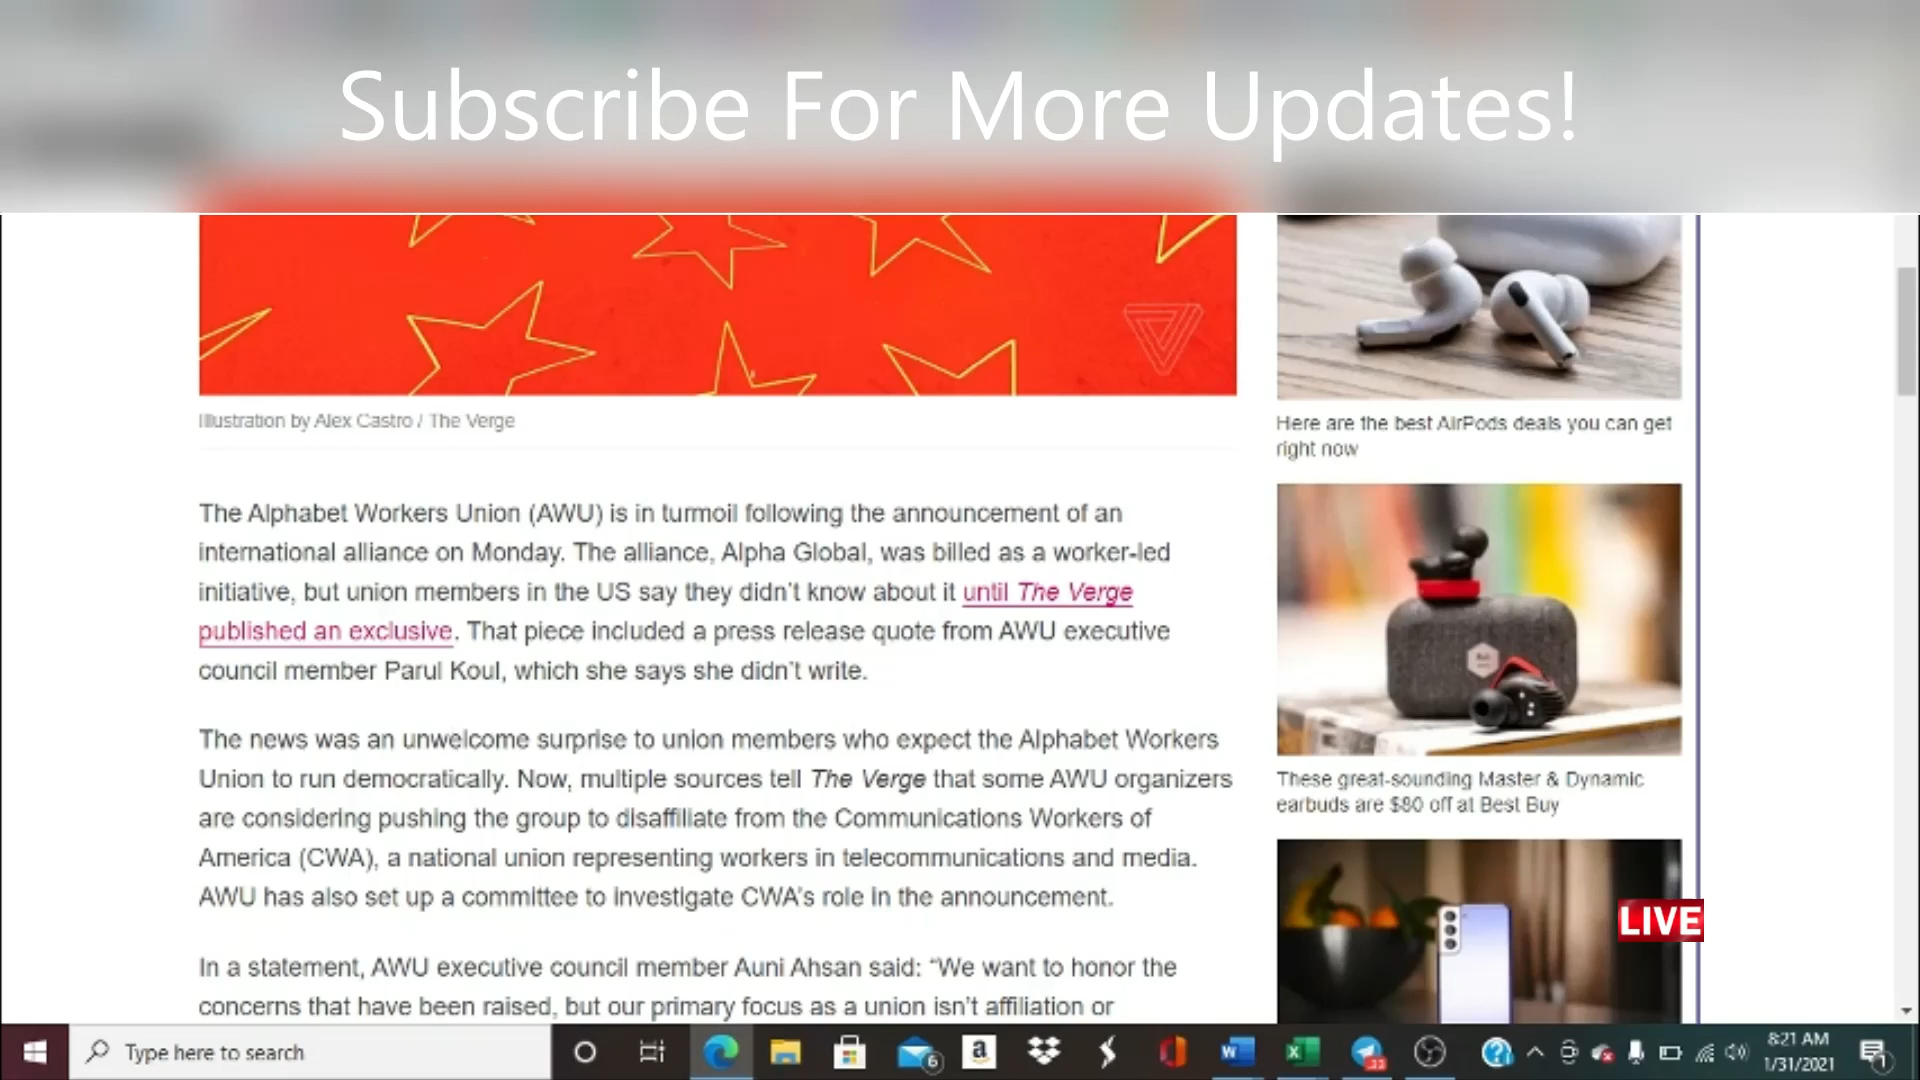 Subscribe For More Updates!
Illustration by Alex Castro / The Verge
The Alphabet Workers Union (AWU) is in turmoil following the announcement of an
international alliance on Monday. The alliance, Alpha Global, was billed as a worker-led
initiative, but union members in the US say they didn't know about it until The Verge
published an exclusive. That piece included a press release quote from AWU executive
council member Parul Koul, which she says she didn't write.
The news was an unwelcome surprise to union members who expect the Alphabet Workers
Union to run democratically. Now, multiple sources tell The Verge that some AWU organizers
are considering pushing the group to disaffiliate from the Communications Workers of
America (CWA), a national union representing workers in telecommunications and media.
AWU has also set up a committee to investigate CWA's role in the announcement.
In a statement, AWU executive council member Auni Ahsan said: “We want to honor the
concerns that have been raised, but our primary focus as a union isn't affiliation or
Here are the best AirPods deals you can get
right now
These great-sounding Master & Dynamic
earbuds are $80 off at Best Buy
LIVE
Type here to search
6
a
33
8:21 AM
1/31/2021
1